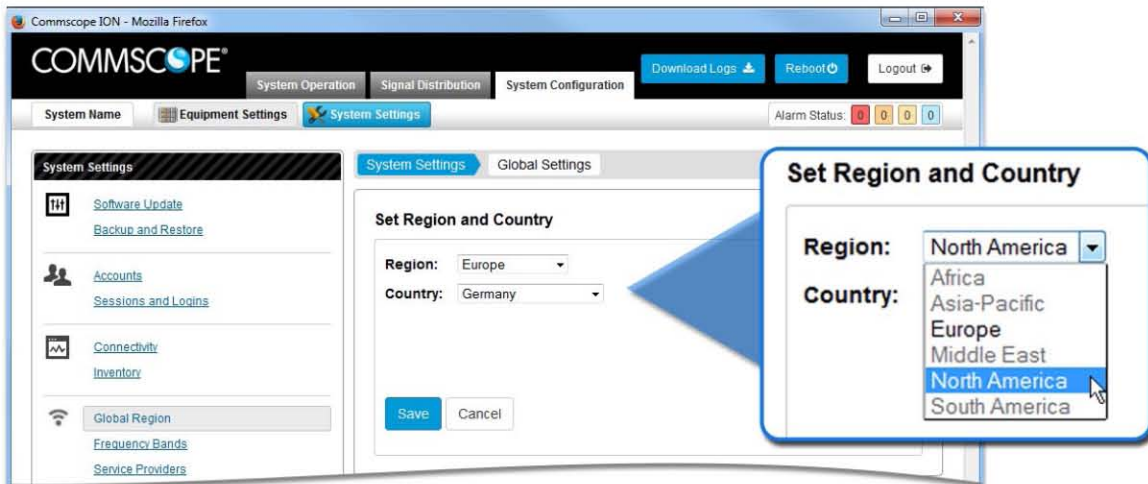 Commscope ION - Mozilla Firefox
COMMSCOPE®
System Operation
Signal Distribution
System Configuration
Download Logs
Reboot
Logout
System Name
Equipment Settings
System Settings
Alarm Status: 0 0 0 0
System Settings
Software Update
Backup and Restore
Accounts
Sessions and Logins
Connectivity
Inventory
Global Region
Frequency Bands
Service Providers
System Settings
Global Settings
Set Region and Country
Region: Europe
Country: Germany
Save
Cancel
Set Region and Country
Region: North America
Country:
Africa
Asia-Pacific
Europe
Middle East
North America
South America